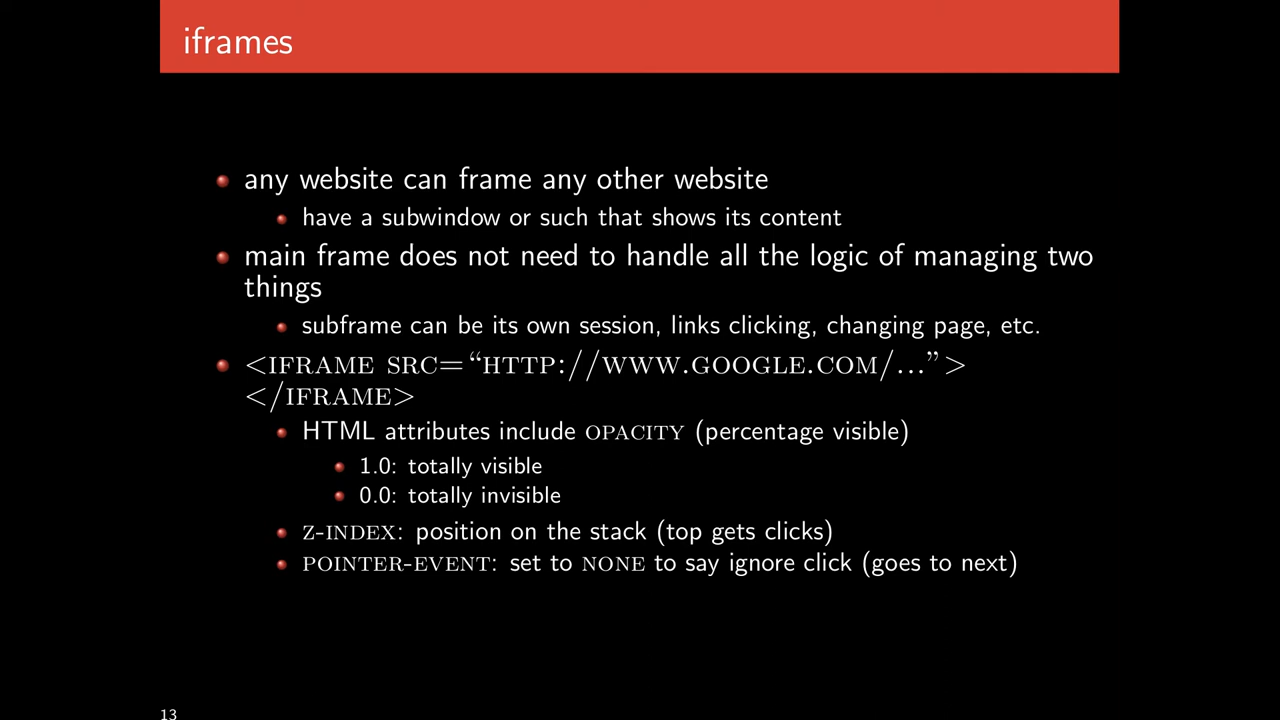 iframes
any website can frame any other website
have a subwindow or such that shows its content
main frame does not need to handle all the logic of managing two
things
subframe can be its own session, links clicking, changing page, etc.
<IFRAME SRC=“HTTP://WWW.GOOGLE.COM/...”>
</IFRAME>
HTML attributes include OPACITY (percentage visible)
1.0: totally visible
0.0: totally invisible
Z-INDEX: position on the stack (top gets clicks)
POINTER-EVENT: set to NONE to say ignore click (goes to next)
13